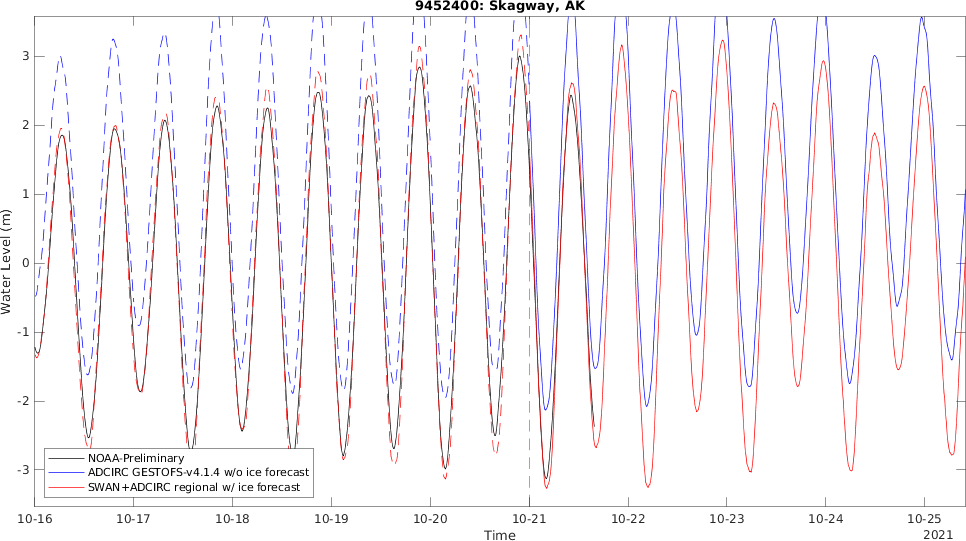 9452400: Skagway, AK
Water Level (m)
3
2
1
0
-1
-2
-3
NOAA-Preliminary
ADCIRC GESTOFS-v4.1.4 w/o ice forecast
SWAN+ADCIRC regional w/ ice forecast
10-16 10-17 10-18 10-19 10-20 10-21 10-22 10-23 10-24 10-25
Time
2021